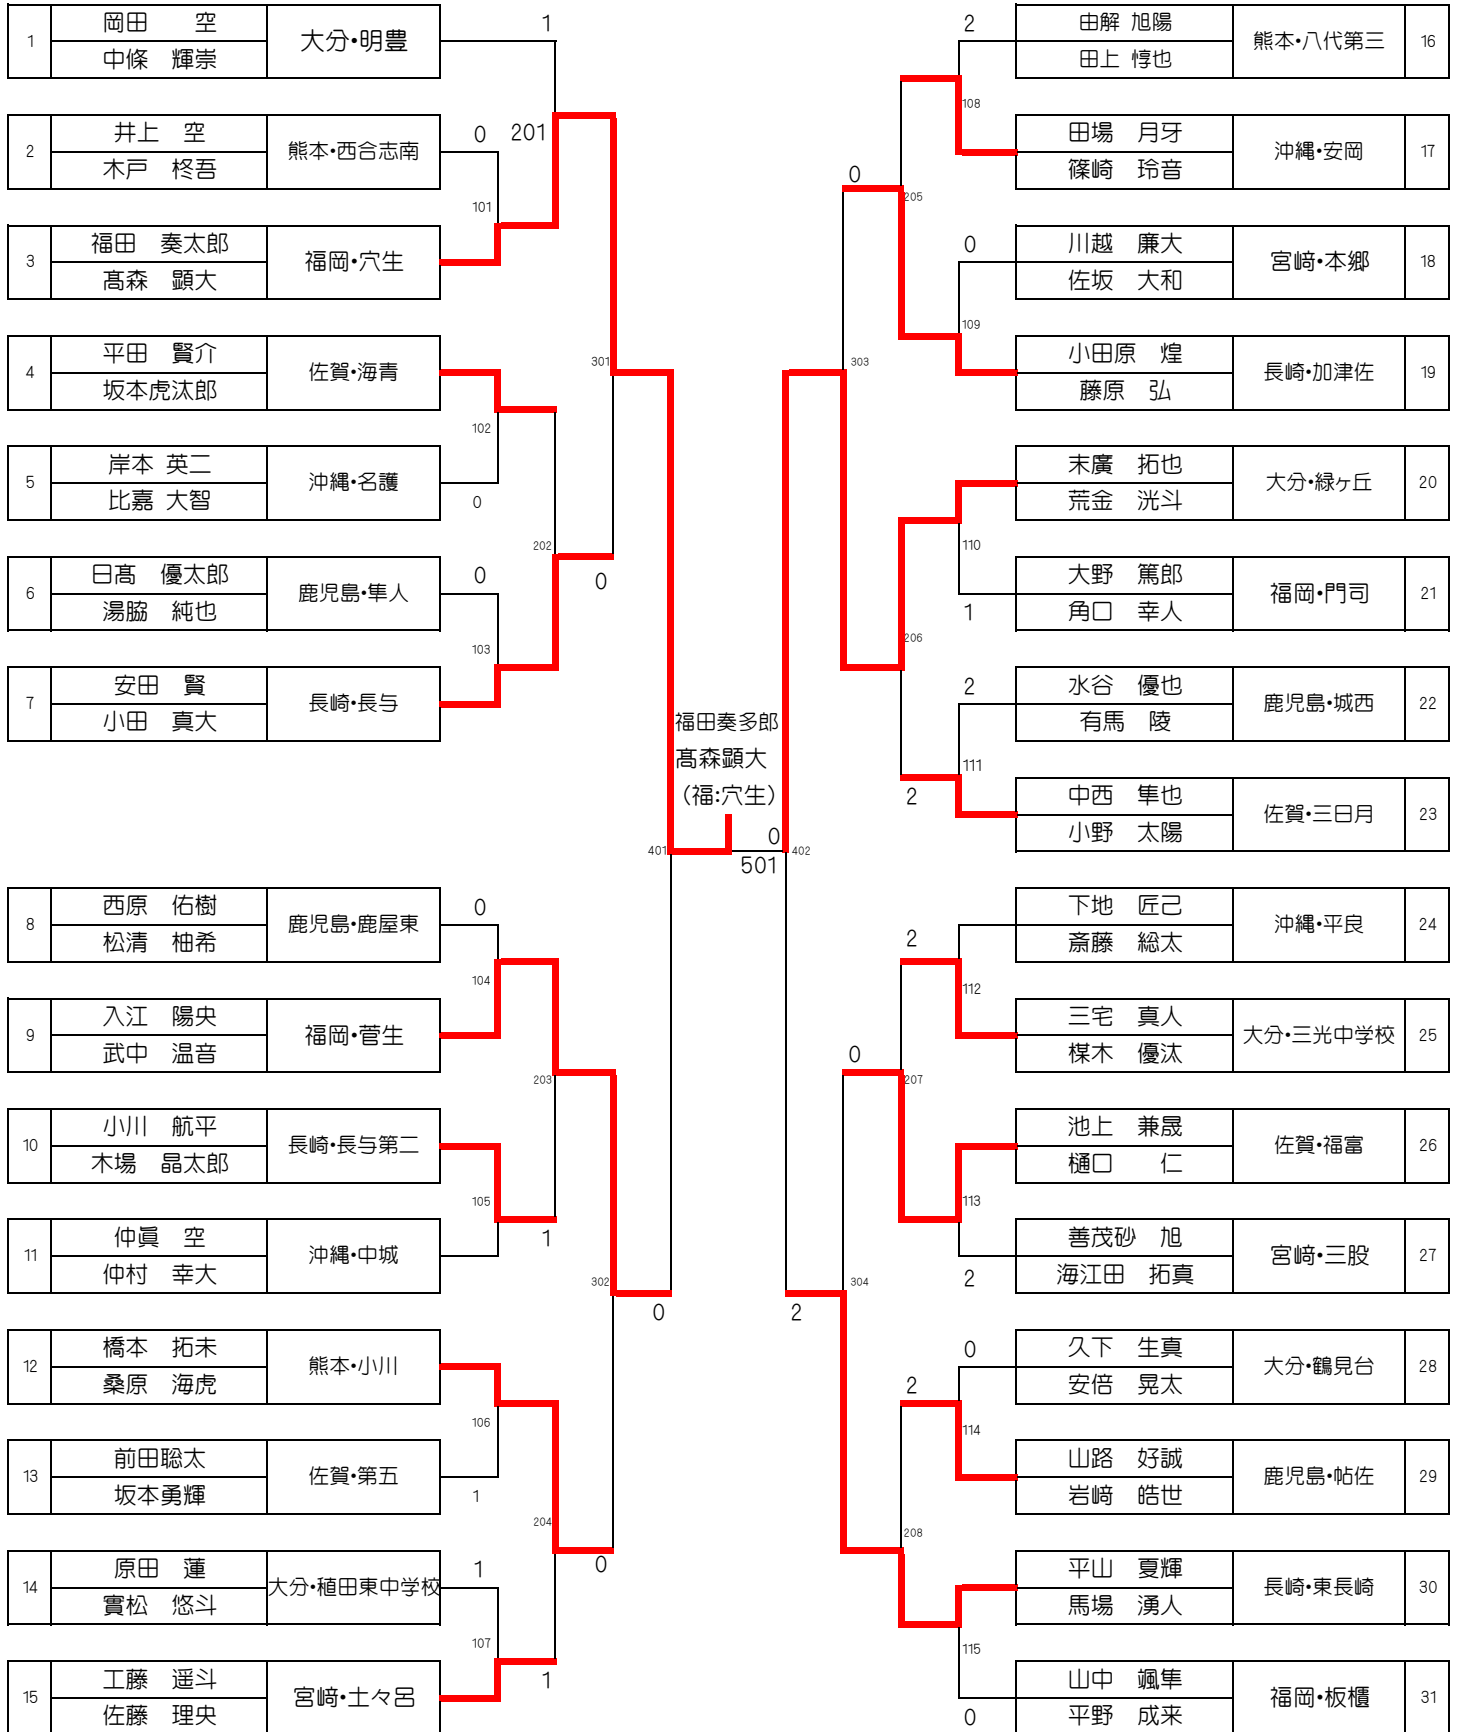 1
岡田 空
中條 輝崇
大分・明豊
1
2
井上 空
木戸 柊吾
熊本・西合志南
0
201
101
3
福田 奏太郎
髙森 顕大
福岡・穴生
4
平田 賢介
坂本虎汰郎
佐賀・海青
301
102
5
岸本 英二
比嘉 大智
沖縄・名護
0
202
6
日髙 優太郎
湯脇 純也
鹿児島・隼人
0
0
103
7
安田 賢
小田 真大
長崎・長与
福田奏多郎
髙森顕大
(福:穴生)
0
401
402
501
8
西原 佑樹
松清 柚希
鹿児島・鹿屋東
0
104
9
入江 陽央
武中 温音
福岡・菅生
203
10
小川 航平
木場 晶太郎
長崎・長与第二
105
11
仲眞 空
仲村 幸大
沖縄・中城
1
302
0
12
橋本 拓未
桑原 海虎
熊本・小川
106
13
前田聡太
坂本勇輝
佐賀・第五
1
204
14
原田 蓮
實松 悠斗
大分・稙田東中学校
1
0
107
15
工藤 遥斗
佐藤 理央
宮﨑・土々呂
1
2
由解 旭陽
田上 惇也
熊本・八代第三
16
108
田場 月牙
篠崎 玲音
沖縄・安岡
17
0
205
0
川越 廉大
佐坂 大和
宮﨑・本郷
18
109
小田原 煌
藤原 弘
長崎・加津佐
19
303
末廣 拓也
荒金 洸斗
大分・緑ヶ丘
20
110
大野 篤郎
角口 幸人
福岡・門司
21
1
206
2
水谷 優也
有馬 陵
鹿児島・城西
22
111
2
中西 隼也
小野 太陽
佐賀・三日月
23
下地 匠己
斎藤 総太
沖縄・平良
24
2
112
三宅 真人
楳木 優汰
大分・三光中学校
25
0
207
池上 兼晟
樋口 仁
佐賀・福富
26
113
善茂砂 旭
海江田 拓真
宮﨑・三股
27
2
304
2
0
久下 生真
安倍 晃太
大分・鶴見台
28
2
114
山路 好誠
岩﨑 皓世
鹿児島・帖佐
29
208
平山 夏輝
馬場 湧人
長崎・東長崎
30
115
山中 颯隼
平野 成来
福岡・板櫃
31
0